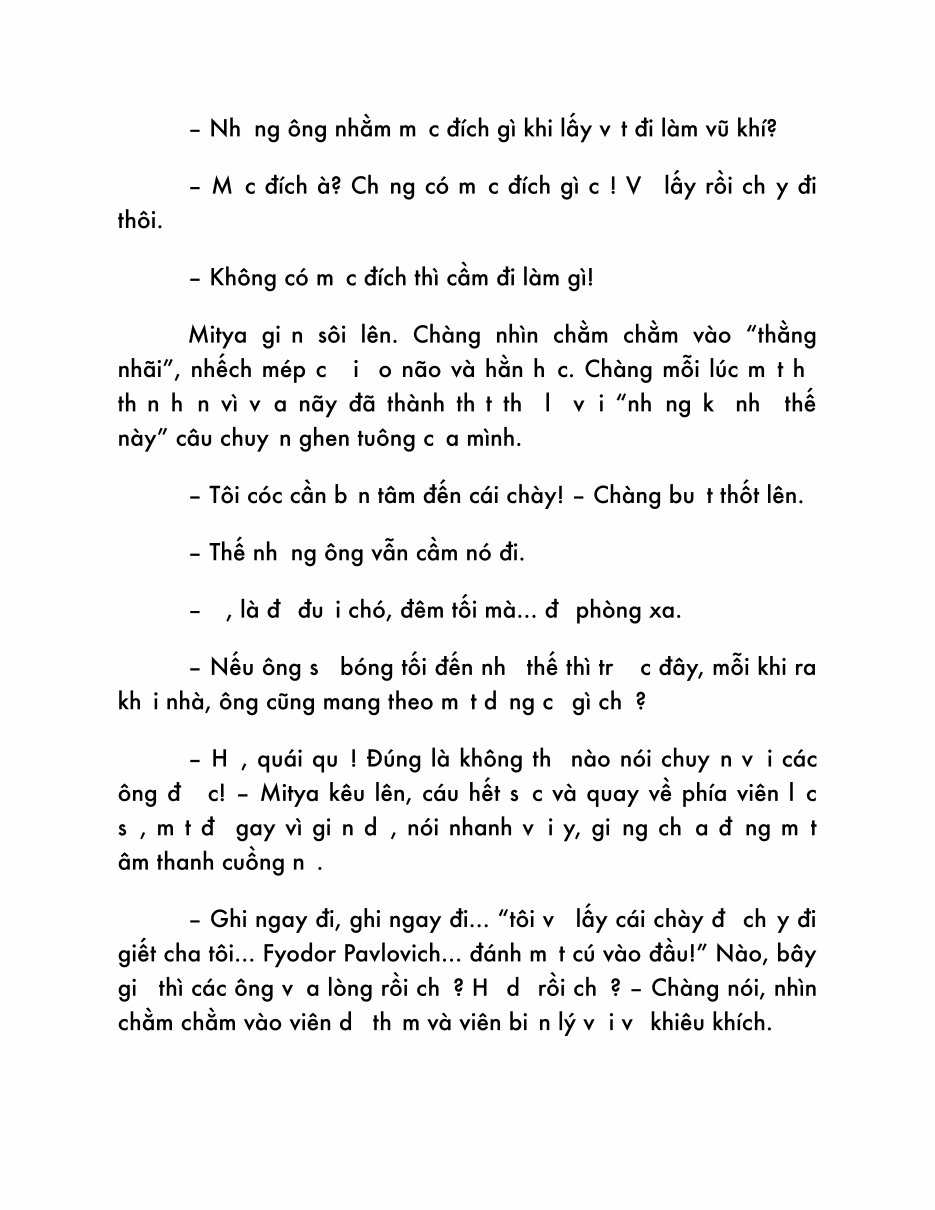 – Nh ng ông nhằm m c đích gì khi lấy v t đi làm vũ khí?
– M c đích à? Ch ng có m c đích gì c ! V lấy rồi ch y đi
thôi.
– Không có m c đích thì cầm đi làm gì!
Mitya gi n sôi lên. Chàng nhìn chằm chằm vào “thằng
nhãi”, nhếch mép c i o não và hằn h c. Chàng mỗi lúc m t h
th n h n vì v a nãy đã thành th t th l v i “nh ng k nh thế
này” câu chuy n ghen tuông c a mình.
– Tôi cóc cần b n tâm đến cái chày! – Chàng bu t thốt lên.
– Thế nh ng ông vẫn cầm nó đi.
– , là đ đu i chó, đêm tối mà... đ phòng xa.
– Nếu ông s bóng tối đến nh thế thì tr c đây, mỗi khi ra
kh i nhà, ông cũng mang theo m t d ng c gì ch ?
– H , quái qu ! Đúng là không th nào nói chuy n v i các
ông đ c! – Mitya kêu lên, cáu hết s c và quay về phía viên l c
s , m t đ gay vì gi n d , nói nhanh v i y, gi ng ch a đ ng m t
âm thanh cuồng n .
– Ghi ngay đi, ghi ngay đi... “tôi v lấy cái chày đ ch y đi
giết cha tôi... Fyodor Pavlovich... đánh m t cú vào đầu!” Nào, bây
gi thì các ông v a lòng rồi ch ? H d rồi ch ? – Chàng nói, nhìn
chằm chằm vào viên d th m và viên bi n lý v i v khiêu khích.